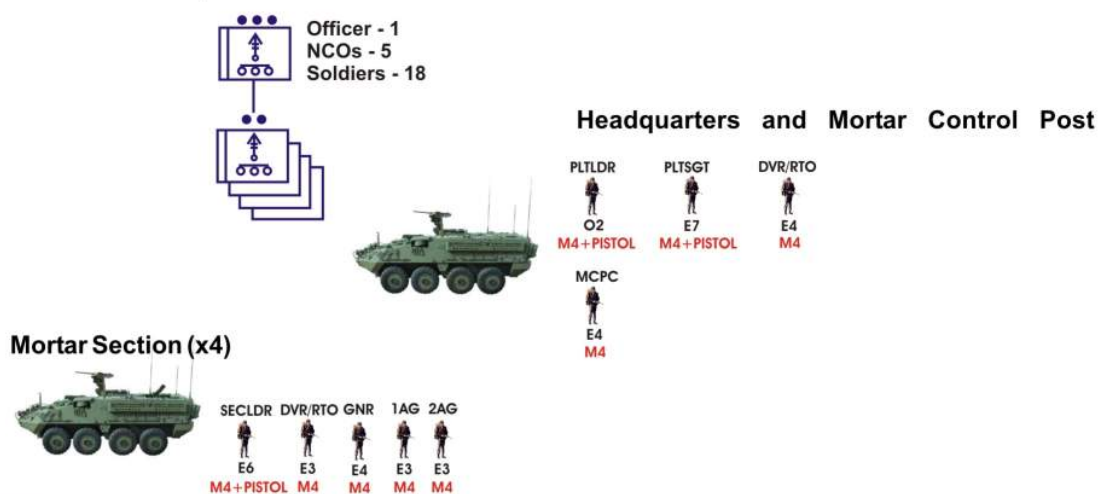 Officer - 1
NCOs - 5
Soldiers - 18
Headquarters and Mortar Control Post
PLTLDR PLTSGT DVR/RTO
O2 E7 E4
M4+PISTOL M4+PISTOL M4
MCPC
E4
M4
Mortar Section (x4)
SECLDR DVR/RTO GNR 1AG 2AG
E6 E3 E4 E3 E3
M4+PISTOL M4 M4 M4 M4